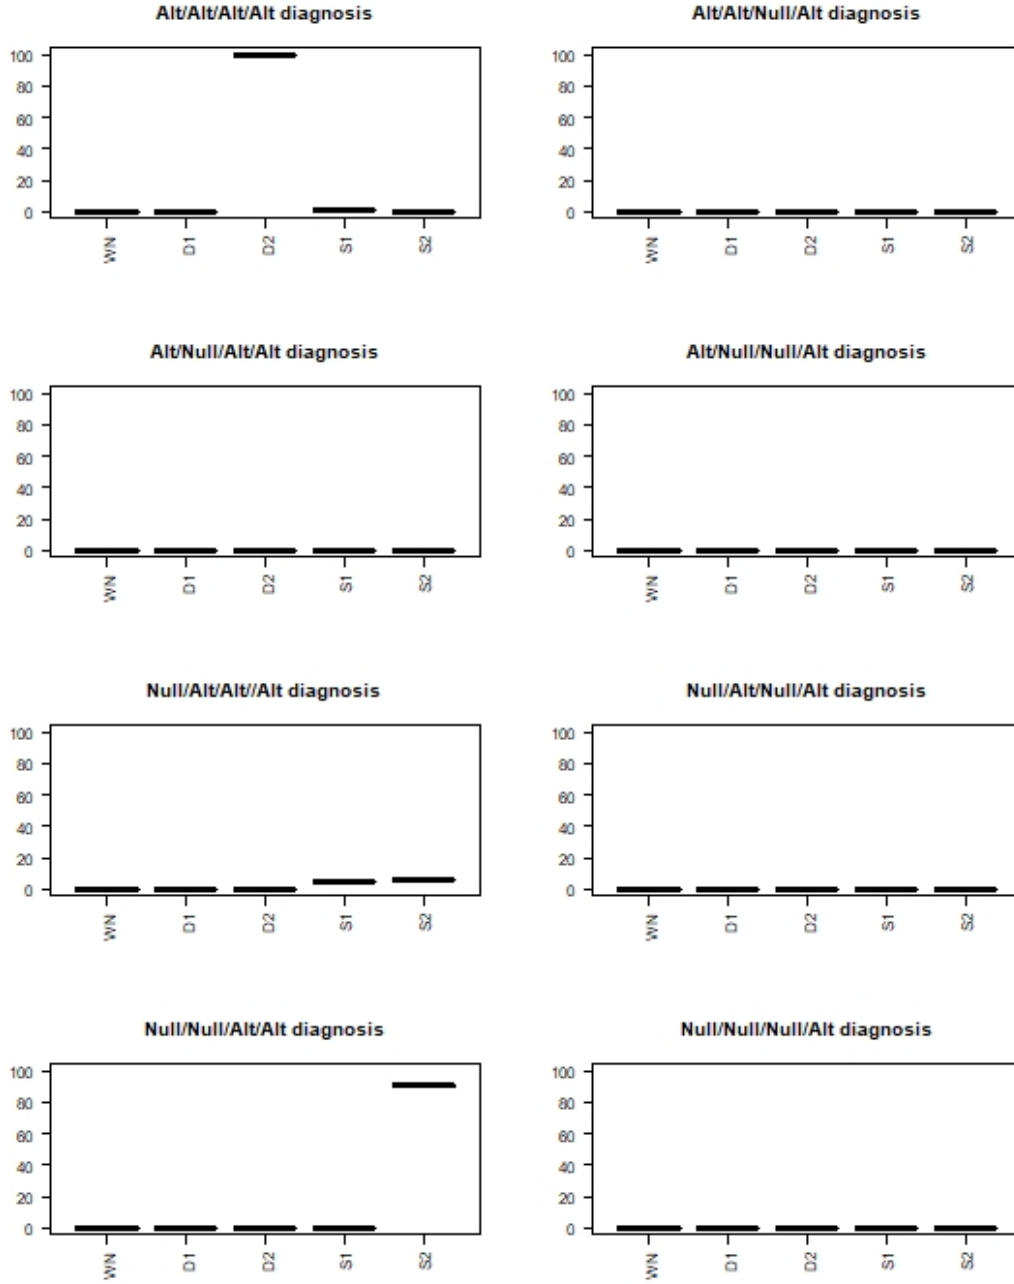 Alt/Alt/Alt/Alt diagnosis
100
80
60
40
20
0
WN
D1
D2
S1
S2
Alt/Alt/Null/Alt diagnosis
100
80
60
40
20
0
WN
D1
D2
S1
S2
Alt/Null/Alt/Alt diagnosis
100
80
60
40
20
0
WN
D1
D2
S1
S2
Alt/Null/Null/Alt diagnosis
100
80
60
40
20
0
WN
D1
D2
S1
S2
Null/Alt/Alt//Alt diagnosis
100
80
60
40
20
0
WN
D1
D2
S1
S2
Null/Alt/Null/Alt diagnosis
100
80
60
40
20
0
WN
D1
D2
S1
S2
Null/Null/Alt/Alt diagnosis
100
80
60
40
20
0
WN
D1
D2
S1
S2
Null/Null/Null/Alt diagnosis
100
80
60
40
20
0
WN
D1
D2
S1
S2